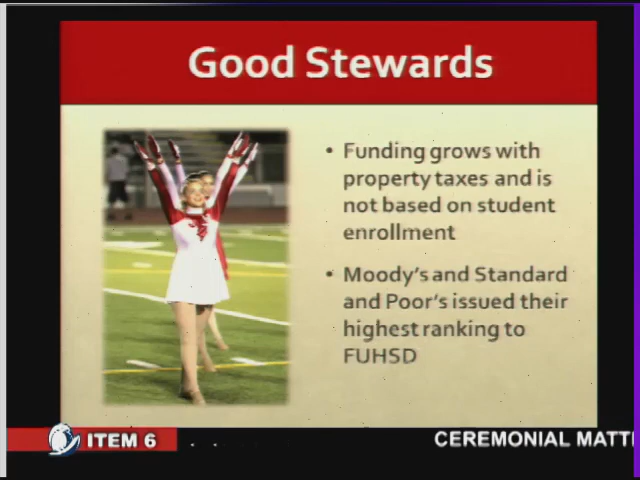 Good Stewards
• Funding grows with
property taxes and is
not based on student
enrollment
• Moody's and Standard
and Poor's issued their
highest ranking to
FUHSD
ITEM 6
CEREMONIAL MATT